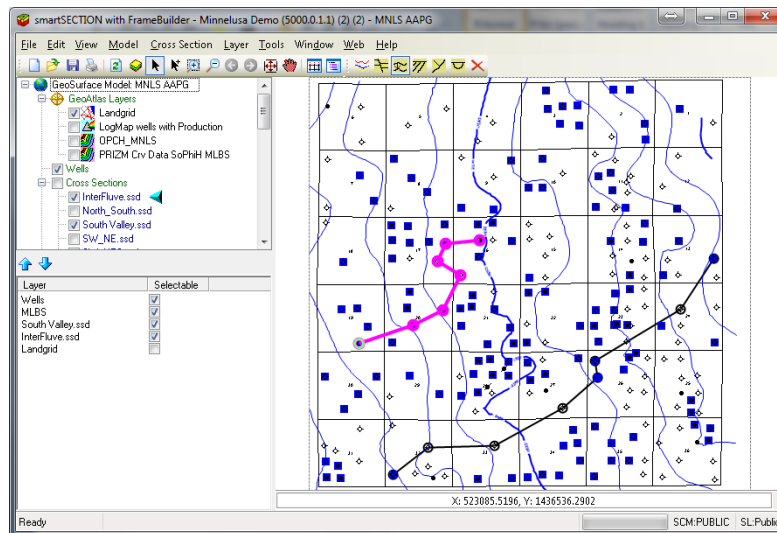 smartSECTION with FrameBuilder - Minnelusa Demo (5000.0.1.1) (2) (2) - MNLS AAPG
File Edit View Model Cross Section Layer Tools Window Web Help
GeoSurface Model: MNLS AAPG
GeoAtlas Layers
Landgrid
LogMap wells with Production
OPCH_MNLS
PRIZM Crv Data SoPhiH MLBS
Wells
Cross Sections
InterFluve.ssd
North_South.ssd
South Valley.ssd
SW_NE.ssd
Layer Selectable
Wells
MLBS
South Valley.ssd
InterFluve.ssd
Landgrid
X: 523085.5196, Y: 1436536.2902
Ready
SCM:PUBLIC
SL:Public